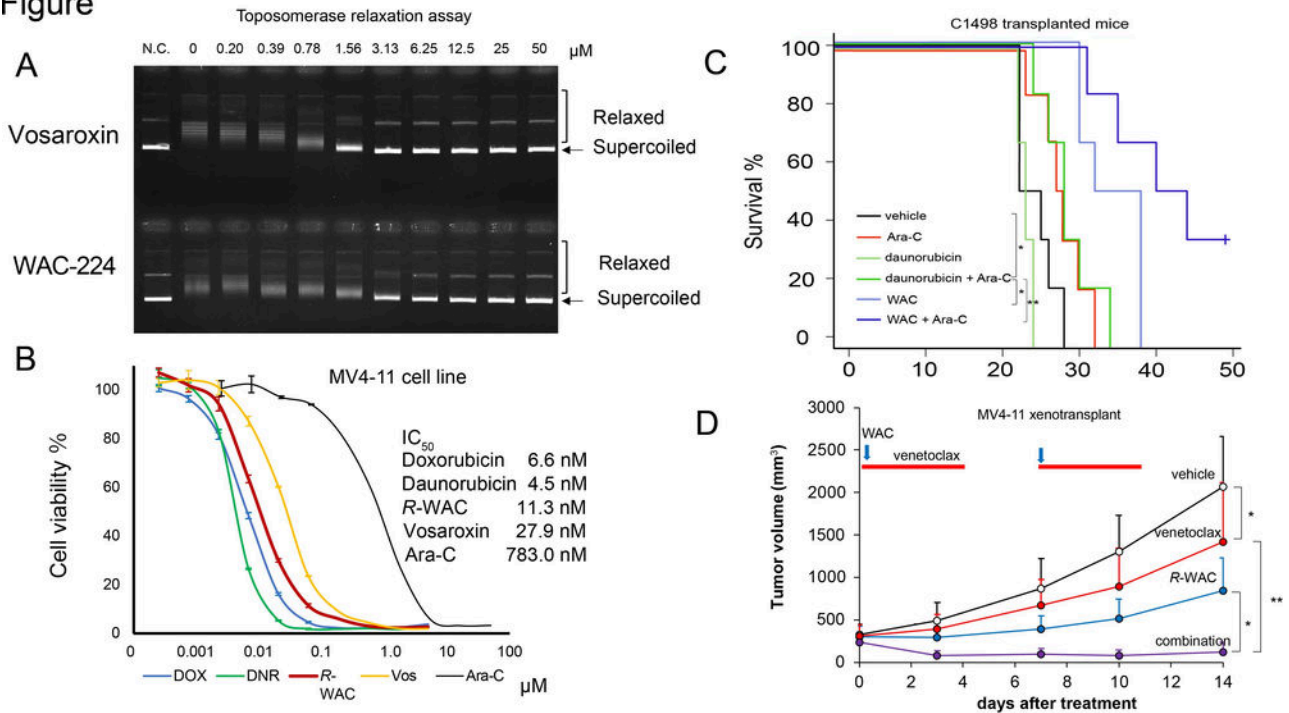 Figure
Toposomerase relaxation assay
N.C. 0 0.20 0.39 0.78 1.56 3.13 6.25 12.5 25 50 μM
A
Vosaroxin
Relaxed
Supercoiled
WAC-224
Relaxed
Supercoiled
B
MV4-11 cell line
Cell viability %
100
80
60
40
20
0
IC50
Doxorubicin 6.6 nM
Daunorubicin 4.5 nM
R-WAC 11.3 nM
Vosaroxin 27.9 nM
Ara-C 783.0 nM
0 0.001 0.01 0.1 1.0 10 100
μM
DOX DNR R-WAC Vos Ara-C
C
C1498 transplanted mice
Survival %
100
80
60
40
20
0
vehicle
Ara-C
daunorubicin
daunorubicin + Ara-C
WAC
WAC + Ara-C
*
*
**
0 10 20 30 40 50
D
MV4-11 xenotransplant
Tumor volume (mm³)
3000
2500
2000
1500
1000
500
0
WAC
venetoclax
vehicle
venetoclax
R-WAC
combination
*
*
**
0 2 4 6 8 10 12 14
days after treatment